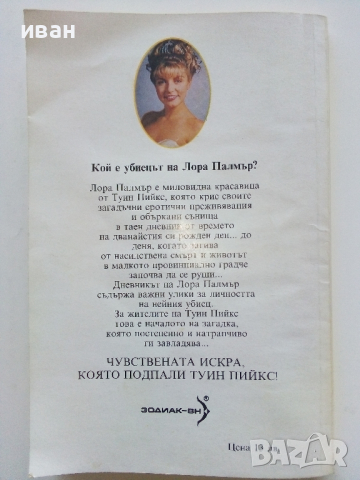 иван
Кой е убиецът на Лора Палмър?
Лора Палмър е миловидна красавица
от Туин Пийкс, която крие своите
загадъчни еротични преживявания
и объркани сънища
в таен дневник от времето
на дванайстия си рожден ден... до
деня, когато загива
от насилствена смърт и животът
в малкото провинциално градче
започва да се руши...
Дневникът на Лора Палмър
съдържа важни улики за личността
на нейния убиец.
За жителите на Туин Пийкс
това е началото на загадка,
която постепенно и натрапчиво
ги завладява...
ЧУВСТВЕНАТА ИСКРА,
КОЯТО ПОДПАЛИ ТУИН ПИЙКС!
ЗОДИАК-ВН
Цена лв.
BAZAR